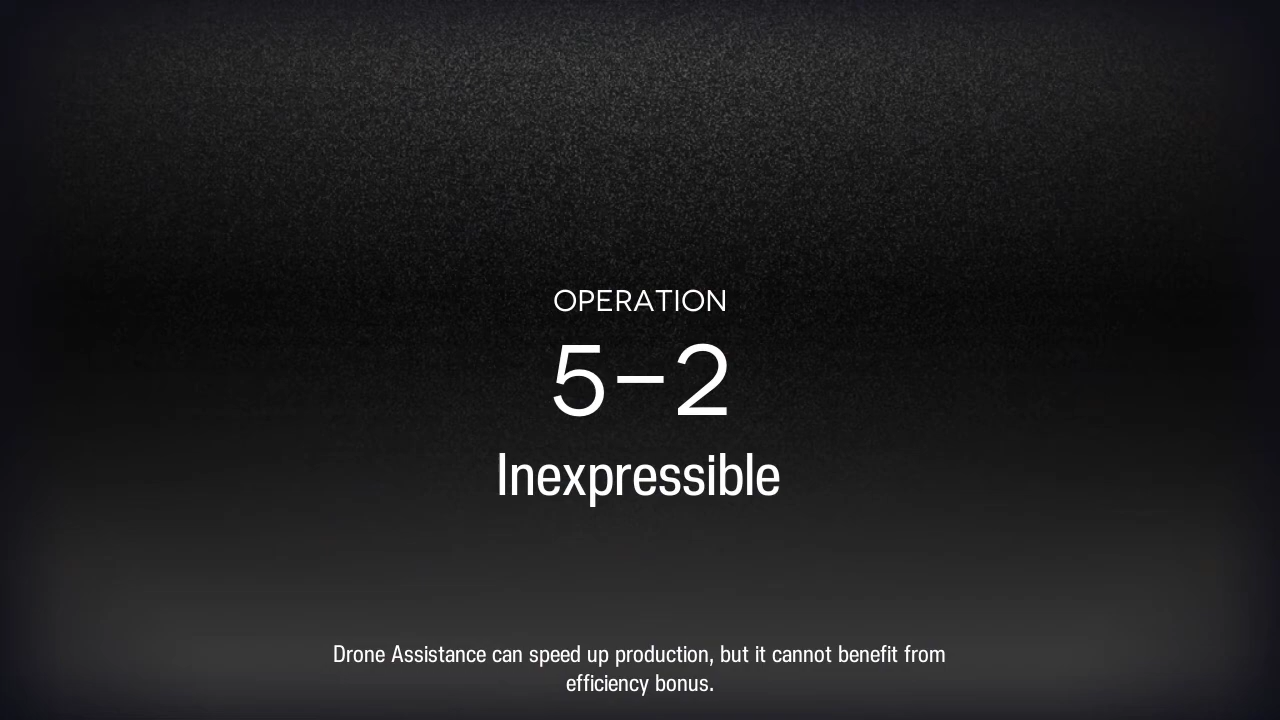 OPERATION
5–2
Inexpressible
Drone Assistance can speed up production, but it cannot benefit from
efficiency bonus.